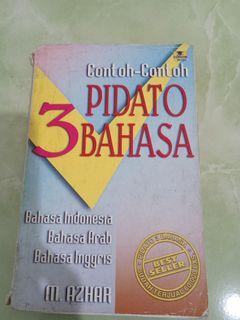 Contoh-Contoh
3 PIDATO
BAHASA
Bahasa Indonesia
Bahasa Arab
Bahasa Inggris
BEST
SELLER
M. AZHAR